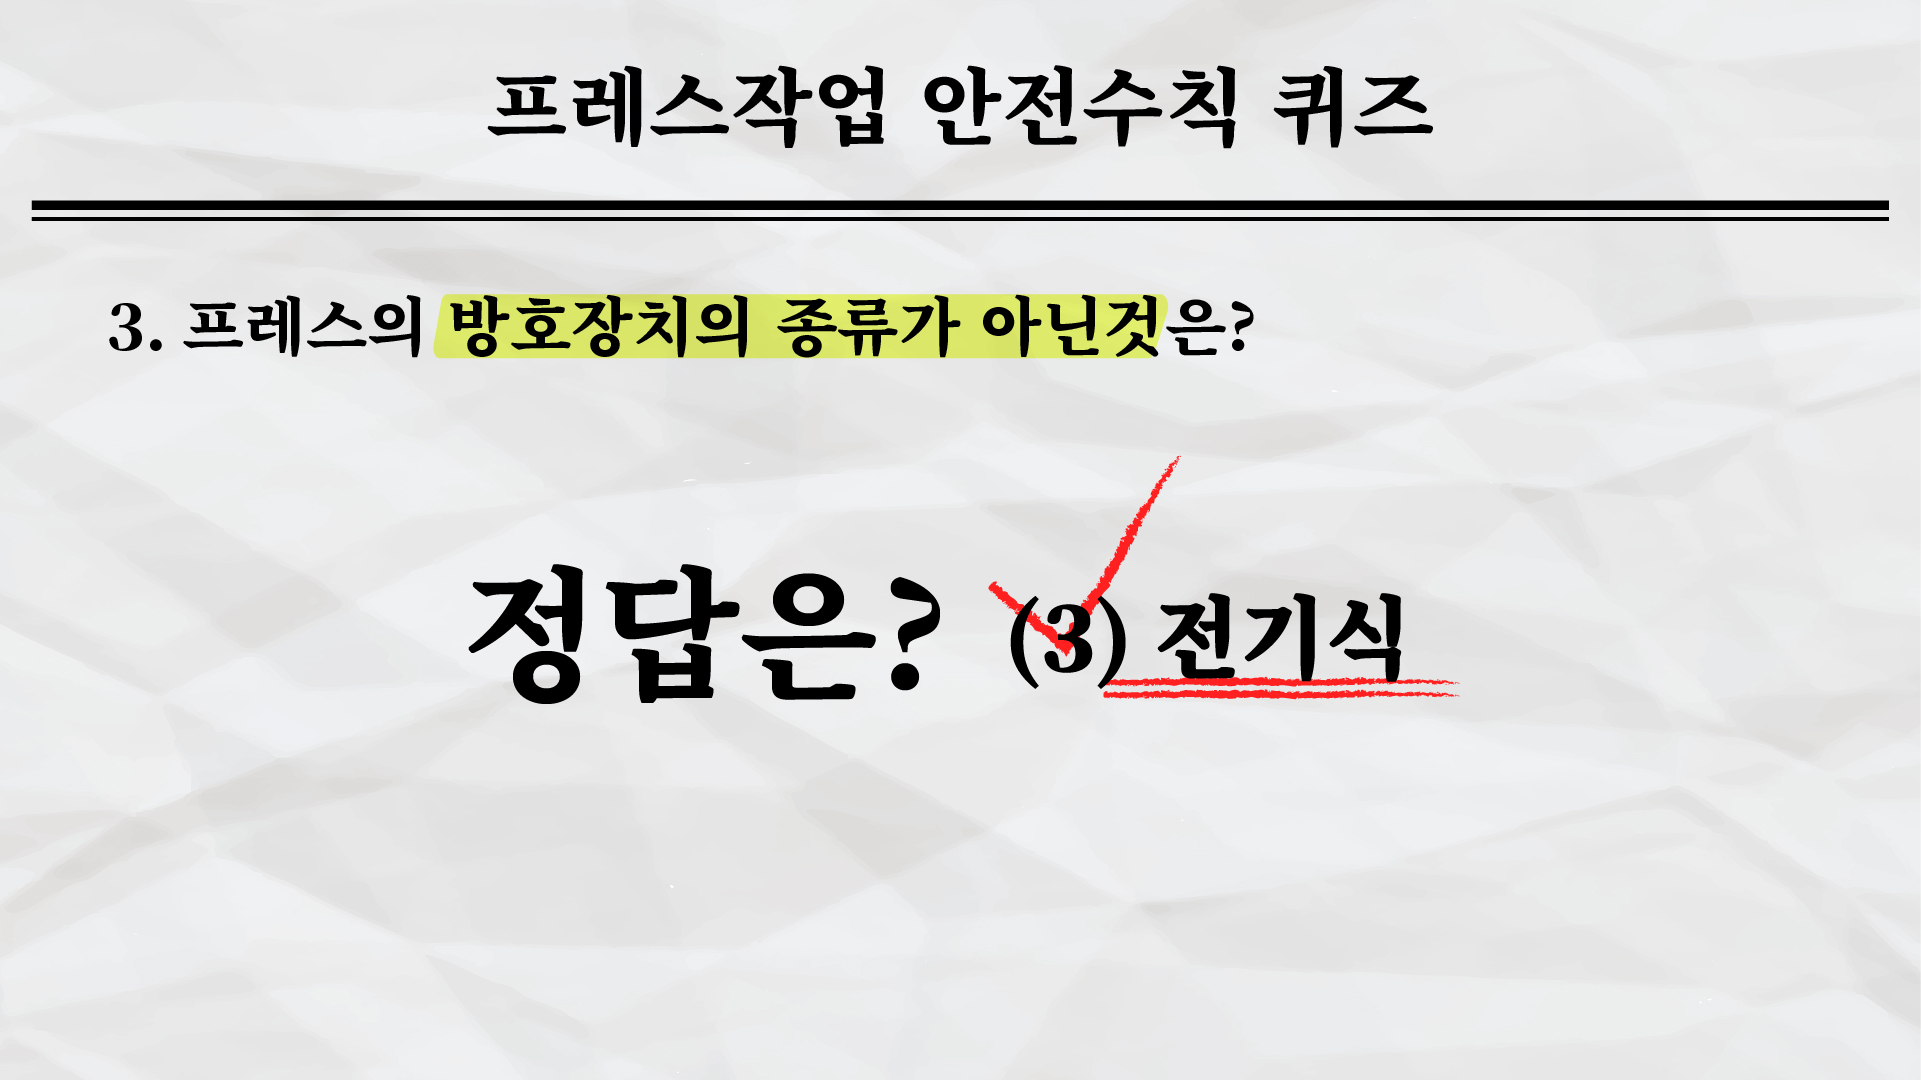 프레스작업 안전수칙 퀴즈
3. 프레스의 방호장치의 종류가 아닌것은?
정답은? (3) 전기식